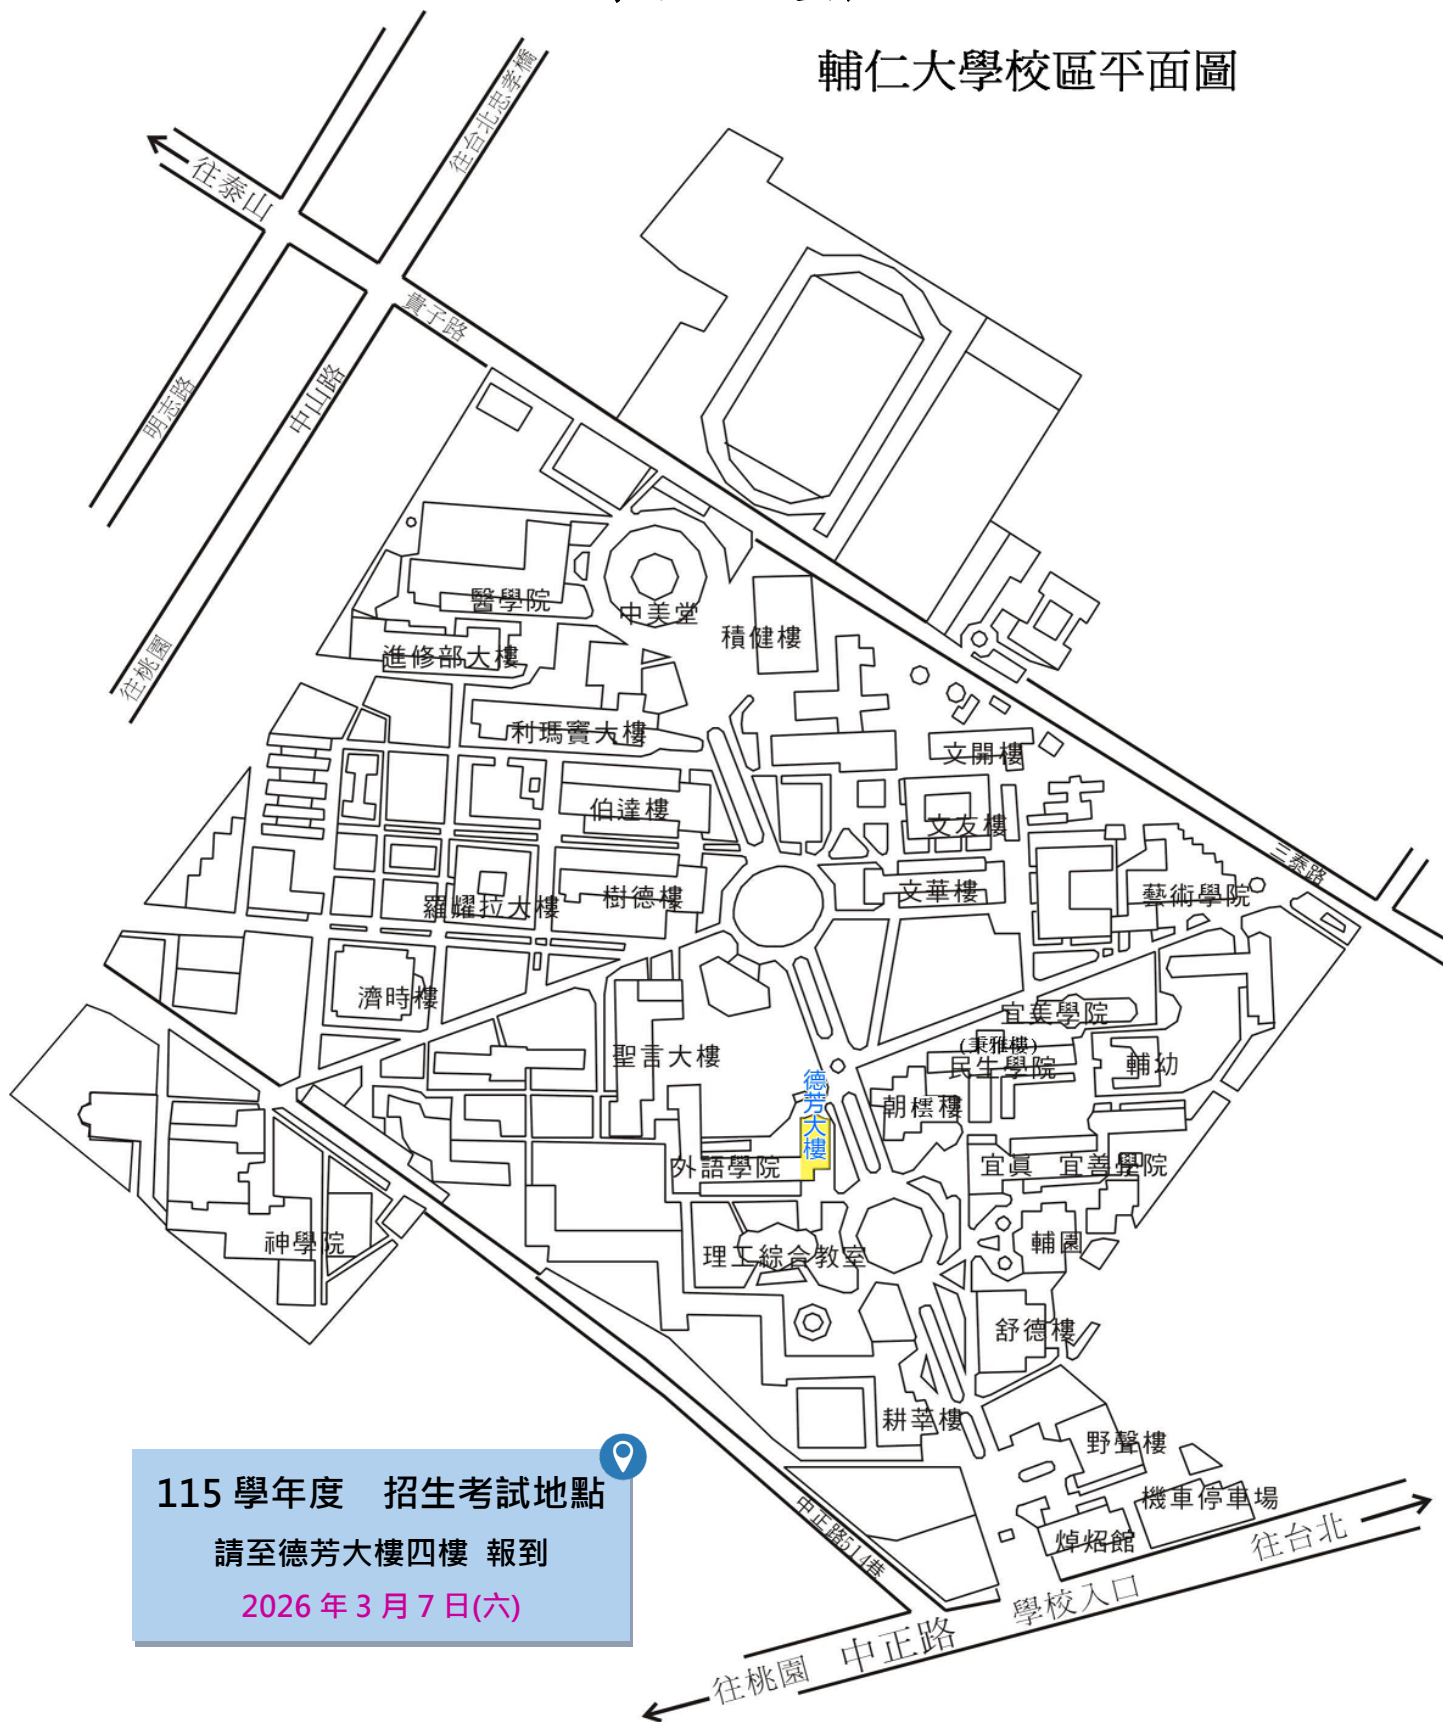 輔仁大學校區平面圖
往台北忠孝橋
往泰山
貴子路
明志路
中山路
往桃園
醫學院
中美堂
積健樓
進修部大樓
利瑪竇大樓
文開樓
伯達樓
文友樓
三泰路
樹德樓
文華樓
藝術學院
羅耀拉大樓
濟時樓
宜美學院
聖言大樓
(秉雅樓)
民生學院
輔幼
德芳大樓
朝橒樓
外語學院
宜真
宜善學院
神學院
理工綜合教室
輔園
舒德樓
耕莘樓
野聲樓
機車停車場
焯炤館
中正路514巷
往台北
學校入口
中正路
往桃園
115 學年度 招生考試地點
請至德芳大樓四樓 報到
2026 年 3 月 7 日(六)